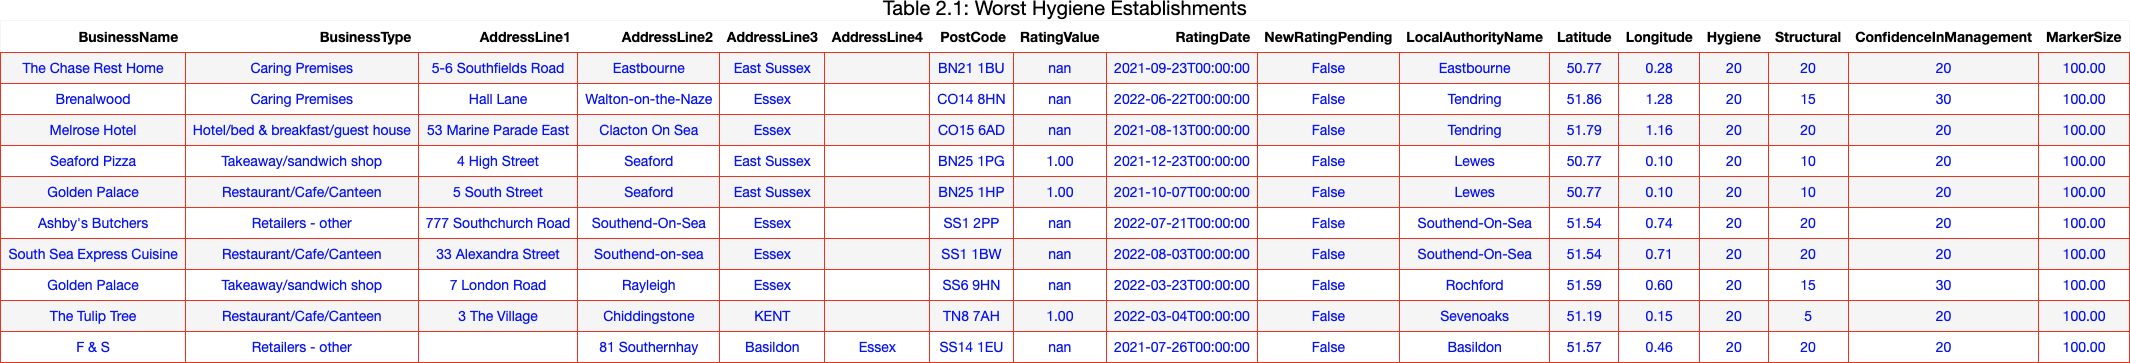 Table 2.1: Worst Hygiene Establishments
BusinessName BusinessType AddressLine1 AddressLine2 AddressLine3 AddressLine4 PostCode RatingValue RatingDate NewRatingPending LocalAuthorityName Latitude Longitude Hygiene Structural ConfidenceInManagement MarkerSize
The Chase Rest Home Caring Premises 5-6 Southfields Road Eastbourne East Sussex BN21 1BU nan 2021-09-23T00:00:00 False Eastbourne 50.77 0.28 20 20 20 100.00
Brenalwood Caring Premises Hall Lane Walton-on-the-Naze Essex CO14 8HN nan 2022-06-22T00:00:00 False Tendring 51.86 1.28 20 15 30 100.00
Melrose Hotel Hotel/bed & breakfast/guest house 53 Marine Parade East Clacton On Sea Essex CO15 6AD nan 2021-08-13T00:00:00 False Tendring 51.79 1.16 20 20 20 100.00
Seaford Pizza Takeaway/sandwich shop 4 High Street Seaford East Sussex BN25 1PG 1.00 2021-12-23T00:00:00 False Lewes 50.77 0.10 20 10 20 100.00
Golden Palace Restaurant/Cafe/Canteen 5 South Street Seaford East Sussex BN25 1HP 1.00 2021-10-07T00:00:00 False Lewes 50.77 0.10 20 10 20 100.00
Ashby's Butchers Retailers - other 777 Southchurch Road Southend-On-Sea Essex SS1 2PP nan 2022-07-21T00:00:00 False Southend-On-Sea 51.54 0.74 20 20 20 100.00
South Sea Express Cuisine Restaurant/Cafe/Canteen 33 Alexandra Street Southend-on-sea Essex SS1 1BW nan 2022-08-03T00:00:00 False Southend-On-Sea 51.54 0.71 20 20 20 100.00
Golden Palace Takeaway/sandwich shop 7 London Road Rayleigh Essex SS6 9HN nan 2022-03-23T00:00:00 False Rochford 51.59 0.60 20 15 30 100.00
The Tulip Tree Restaurant/Cafe/Canteen 3 The Village Chiddingstone KENT TN8 7AH 1.00 2022-03-04T00:00:00 False Sevenoaks 51.19 0.15 20 5 20 100.00
F & S Retailers - other 81 Southernhay Basildon Essex SS14 1EU nan 2021-07-26T00:00:00 False Basildon 51.57 0.46 20 20 20 100.00